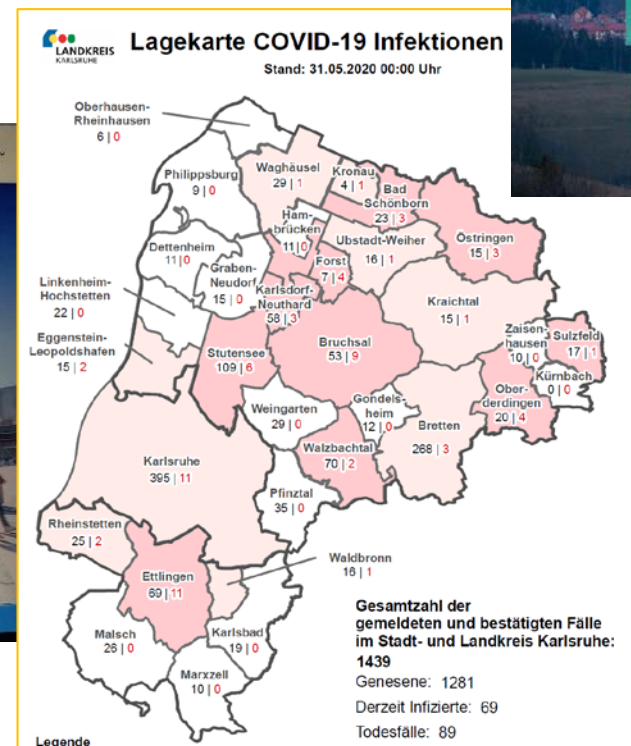 LANDKREIS
KARLSRUHE
Lagekarte COVID-19 Infektionen
Stand: 31.05.2020 00:00 Uhr
Oberhausen-
Rheinhausen
6 | 0
Philippsburg
9 | 0
Waghäusel
29 | 1
Kronau
4 | 1
Bad
Schönborn
23 | 3
Östringen
15 | 3
Ham-
brücken
11 | 0
Ubstadt-Weiher
16 | 1
Dettenheim
11 | 0
Graben-
Neudorf
15 | 0
Forst
7 | 4
Karlsdorf-
Neuthard
58 | 3
Kraichtal
15 | 1
Linkenheim-
Hochstetten
22 | 0
Eggenstein-
Leopoldshafen
15 | 2
Stutensee
109 | 6
Bruchsal
53 | 9
Zaisen-
hausen
10 | 0
Sulzfeld
17 | 1
Kürnbach
0 | 0
Ober-
derdingen
20 | 4
Weingarten
29 | 0
Gondels-
heim
12 | 0
Bretten
268 | 3
Walzbachtal
70 | 2
Karlsruhe
395 | 11
Pfinztal
35 | 0
Rheinstetten
25 | 2
Waldbronn
16 | 1
Ettlingen
69 | 11
Malsch
26 | 0
Karlsbad
19 | 0
Marxzell
10 | 0
Gesamtzahl der
gemeldeten und bestätigten Fälle
im Stadt- und Landkreis Karlsruhe:
1439
Genesene: 1281
Derzeit Infizierte: 69
Todesfälle: 89
Legende